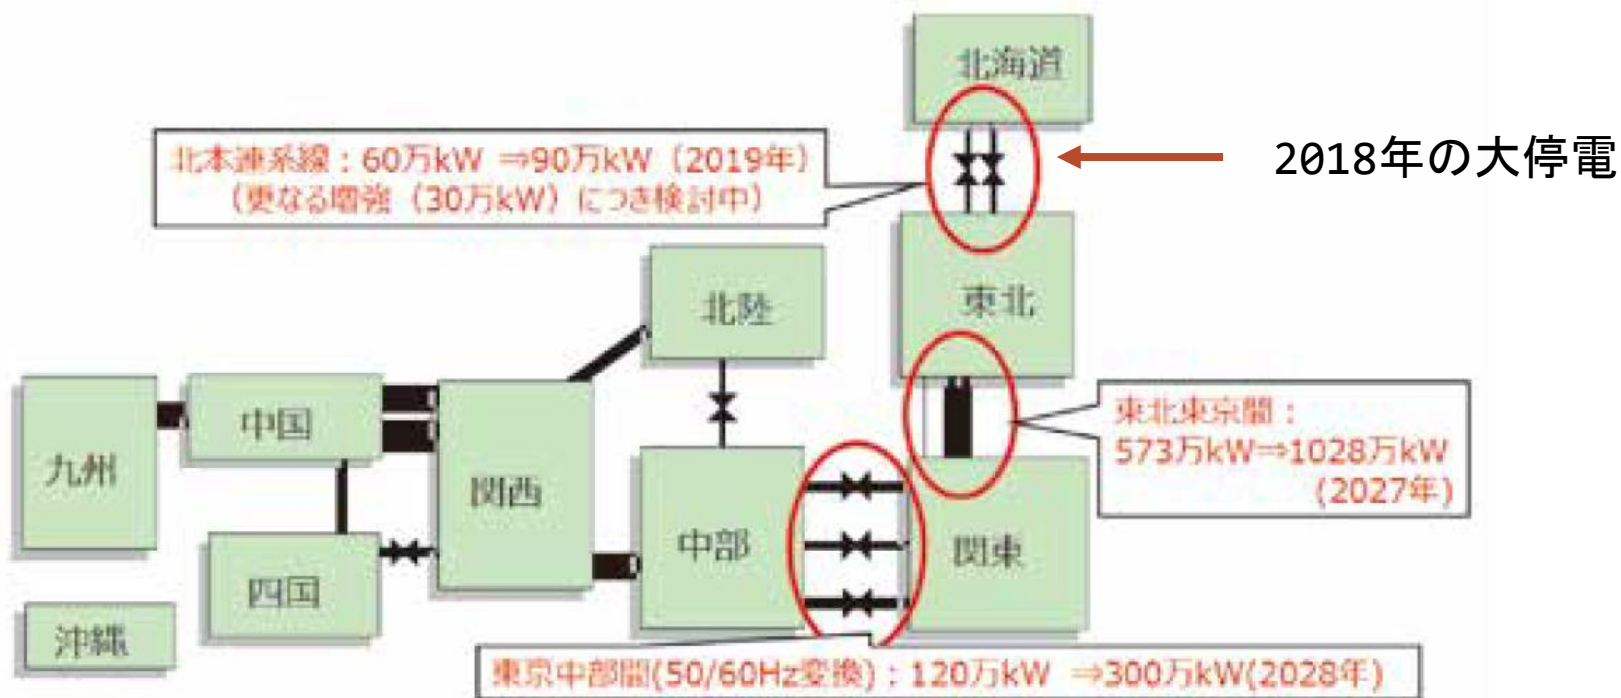 北海道
北本連系線：60万kW ⇒90万kW（2019年）
（更なる増強（30万kW）につき検討中）
2018年の大停電
東北
北陸
九州
中国
関西
中部
関東
四国
沖縄
東北東京間：
573万kW⇒1028万kW
(2027年)
東京中部間(50/60Hz変換)：120万kW ⇒300万kW(2028年)